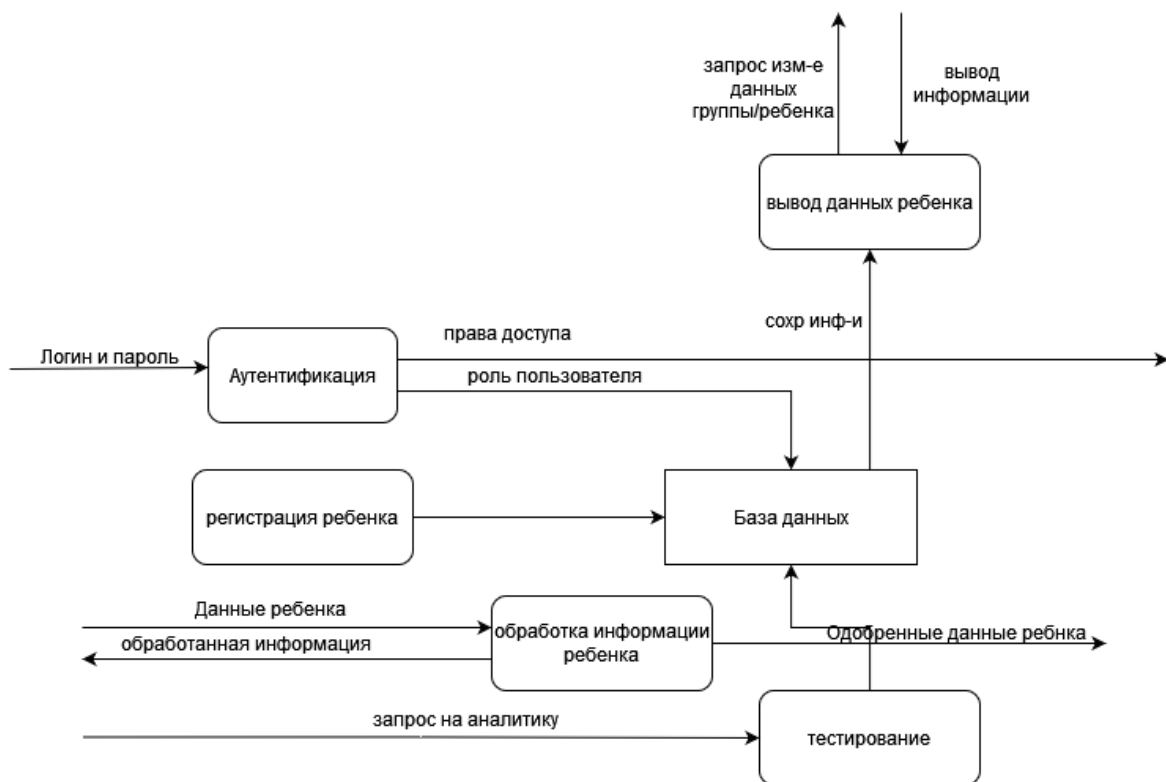 запрос изм-е
данных
группы/ребенка
вывод
информации
вывод данных ребенка
сохр инф-и
права доступа
Логин и пароль
Аутентификация
роль пользователя
регистрация ребенка
База данных
Данные ребенка
обработанная информация
обработка информации
ребенка
Одобренные данные ребнка
запрос на аналитику
тестирование